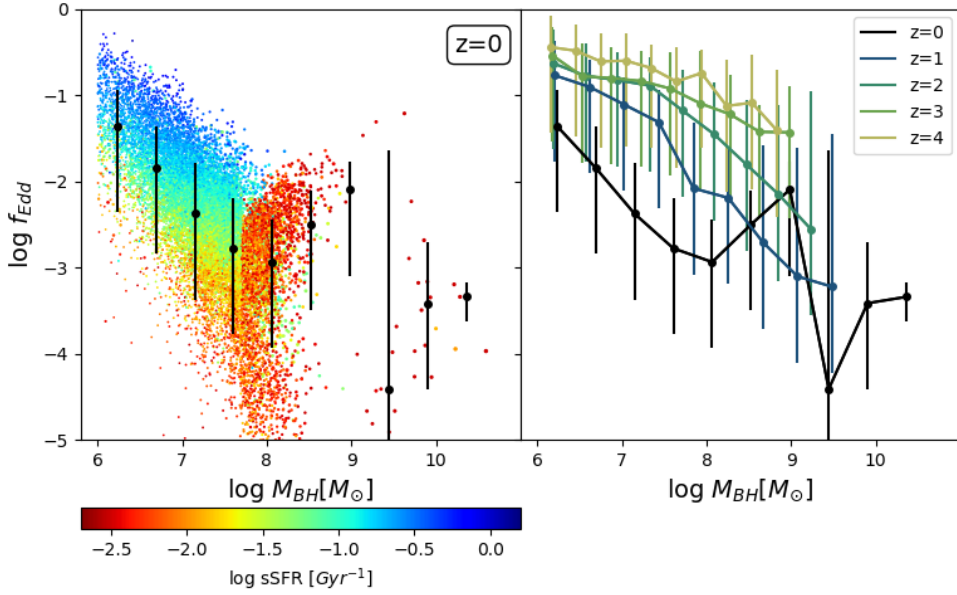 0
−1
−2
−3
−4
−5
log f_Edd
z=0
6 7 8 9 10
log M_BH[M_⊙]
z=0
z=1
z=2
z=3
z=4
6 7 8 9 10
log M_BH[M_⊙]
−2.5 −2.0 −1.5 −1.0 −0.5 0.0
log sSFR [Gyr⁻¹]